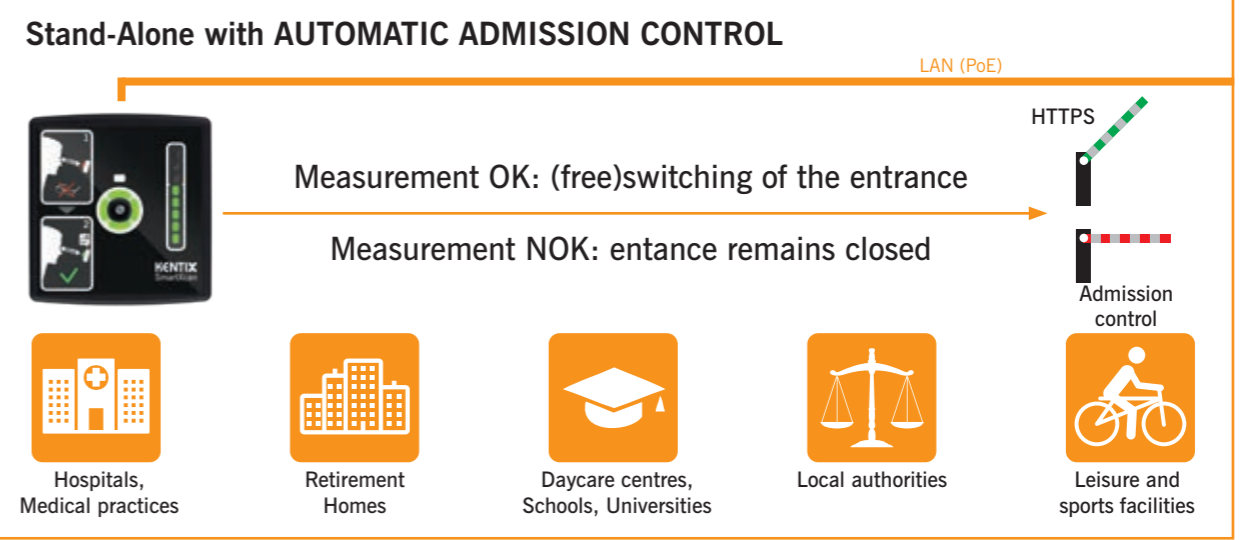 Stand-Alone with AUTOMATIC ADMISSION CONTROL
LAN (PoE)
HTTPS
Measurement OK: (free)switching of the entrance
Measurement NOK: entance remains closed
KENTIX
SmartXcan
Admission
control
Hospitals,
Medical practices
Retirement
Homes
Daycare centres,
Schools, Universities
Local authorities
Leisure and
sports facilities